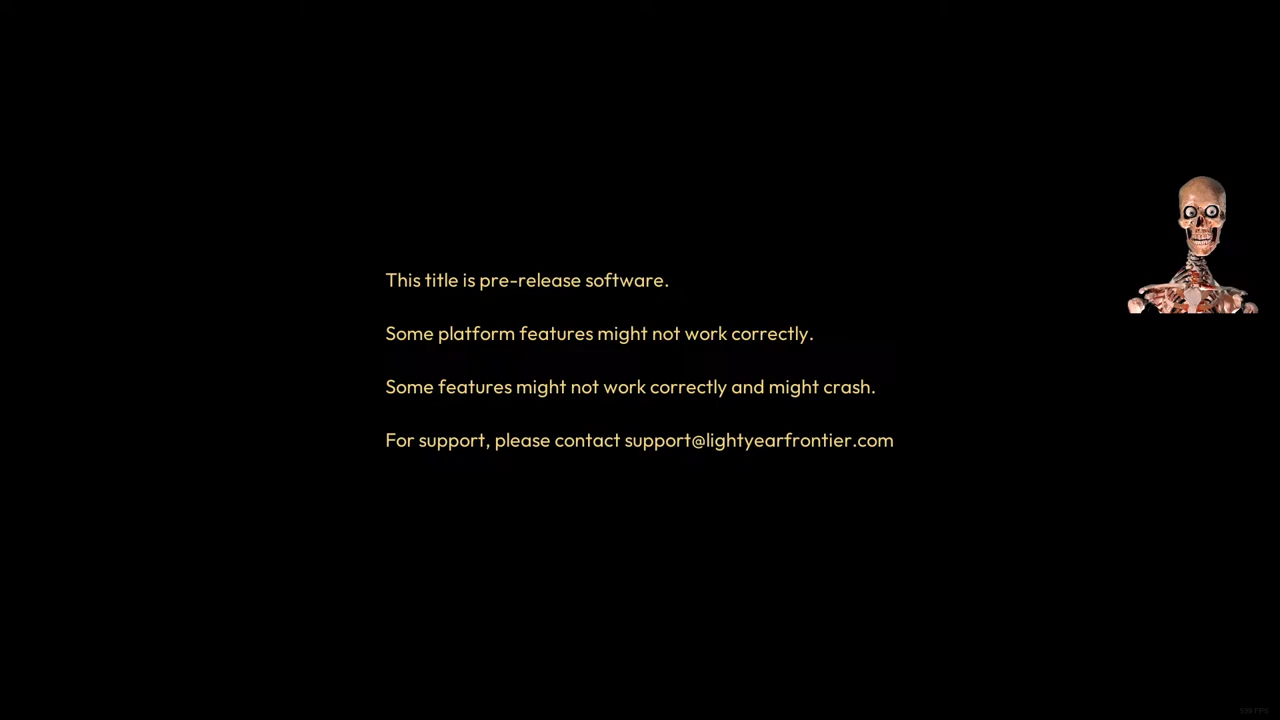 This title is pre-release software.
Some platform features might not work correctly.
Some features might not work correctly and might crash.
For support, please contact support@lightyearfrontier.com